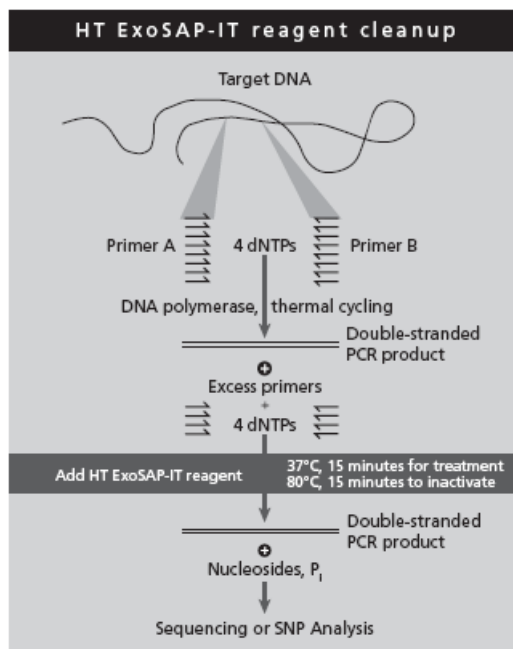 HT ExoSAP-IT reagent cleanup
Target DNA
Primer A
4 dNTPs
Primer B
DNA polymerase, thermal cycling
Double-stranded
PCR product
+
Excess primers
+
4 dNTPs
Add HT ExoSAP-IT reagent
37°C, 15 minutes for treatment
80°C, 15 minutes to inactivate
Double-stranded
PCR product
+
Nucleosides, Pi
Sequencing or SNP Analysis